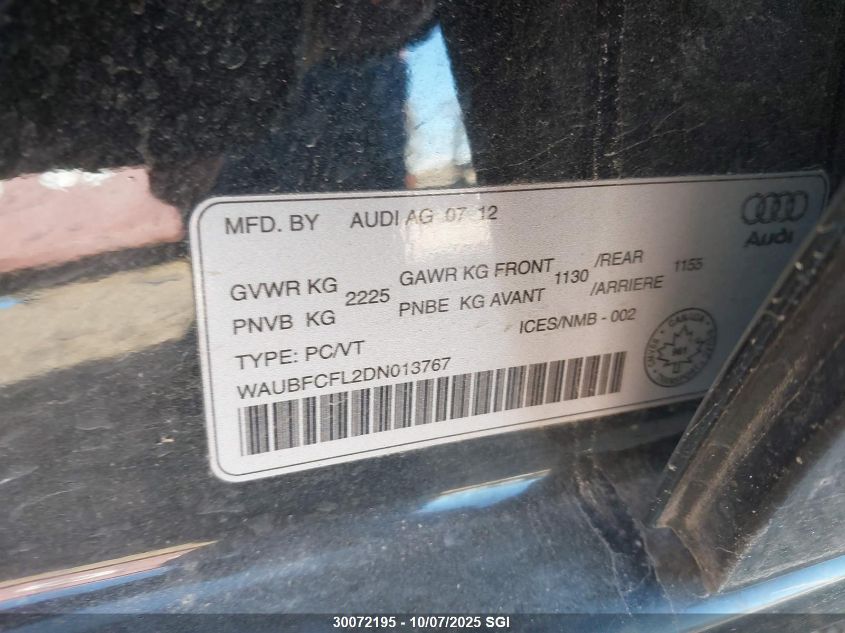 MFD. BY AUDI AG 07 12
Audi
GVWR KG 2225 GAWR KG FRONT 1130 /REAR 1155
PNVB KG PNBE KG AVANT /ARRIERE
TYPE: PC/VT ICES/NMB - 002
WAUBFCFL2DN013767
CANADA
30072195 - 10/07/2025 SGI